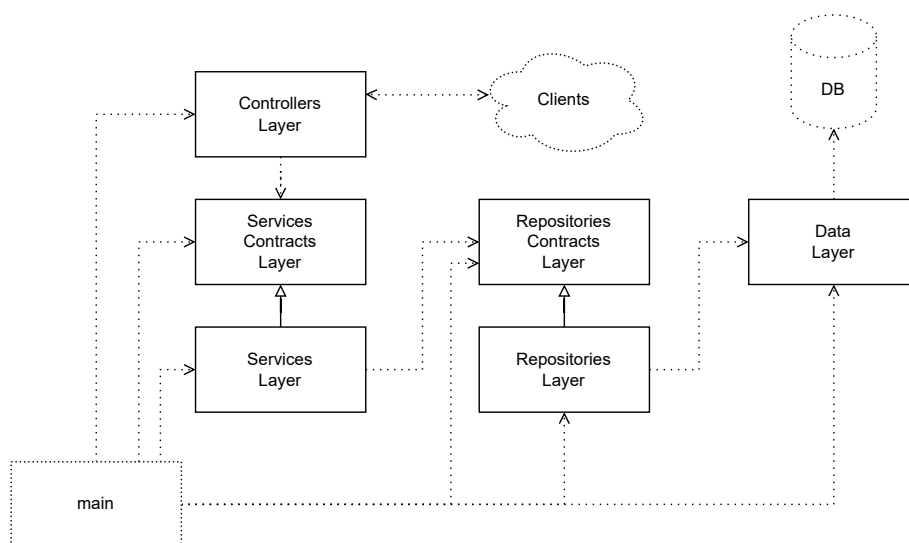 Controllers
Layer
Clients
DB
Services
Contracts
Layer
Repositories
Contracts
Layer
Data
Layer
Services
Layer
Repositories
Layer
main